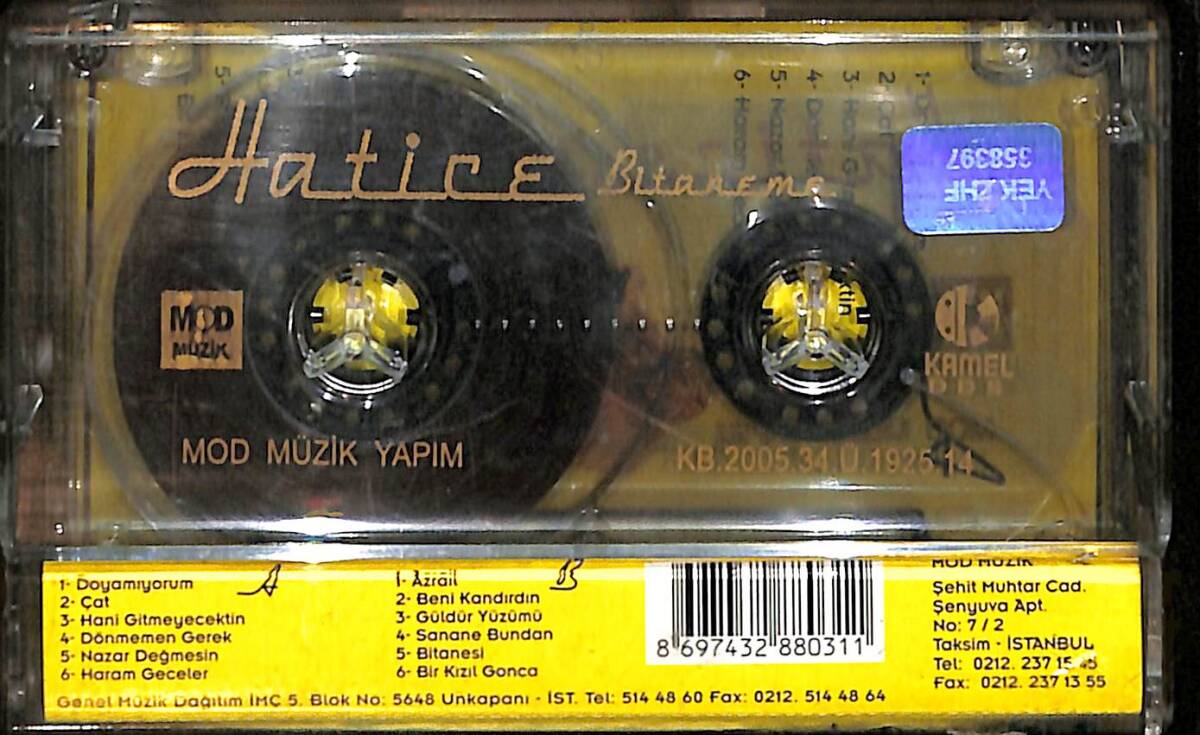 Hatice Bitaneme
YEK ZHF
358397
MOD
MÜZİK
KAMEL
MOD MÜZİK YAPIM
KB.2005.34.Ü.1925.14
A
1- Doyamıyorum
2- Çat
3- Hani Gitmeyecektin
4- Dönmemen Gerek
5- Nazar Değmesin
6- Haram Geceler
B
1- Azrail
2- Beni Kandırdın
3- Güldür Yüzümü
4- Sanane Bundan
5- Bitanesi
6- Bir Kızıl Gonca
8 697432 880311
MOD MÜZİK
Şehit Muhtar Cad.
Şenyuva Apt.
No: 7 / 2
Taksim - İSTANBUL
Tel: 0212. 237 15 45
Fax: 0212. 237 13 55
Genel Müzik Dağıtım İMÇ 5. Blok No: 5648 Unkapanı - İST. Tel: 514 48 60 Fax: 0212. 514 48 64